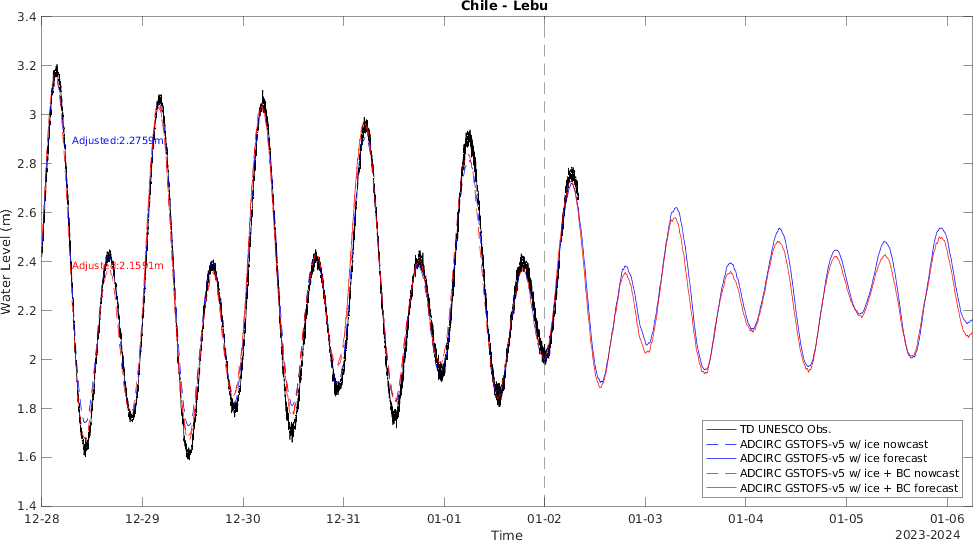 Chile - Lebu
3.4
3.2
3
2.8
2.6
2.4
2.2
2
1.8
1.6
1.4
Water Level (m)
Adjusted:2.2759m
Adjusted:2.1591m
TD UNESCO Obs.
ADCIRC GSTOFS-v5 w/ ice nowcast
ADCIRC GSTOFS-v5 w/ ice forecast
ADCIRC GSTOFS-v5 w/ ice + BC nowcast
ADCIRC GSTOFS-v5 w/ ice + BC forecast
12-28 12-29 12-30 12-31 01-01 01-02 01-03 01-04 01-05 01-06
Time
2023-2024